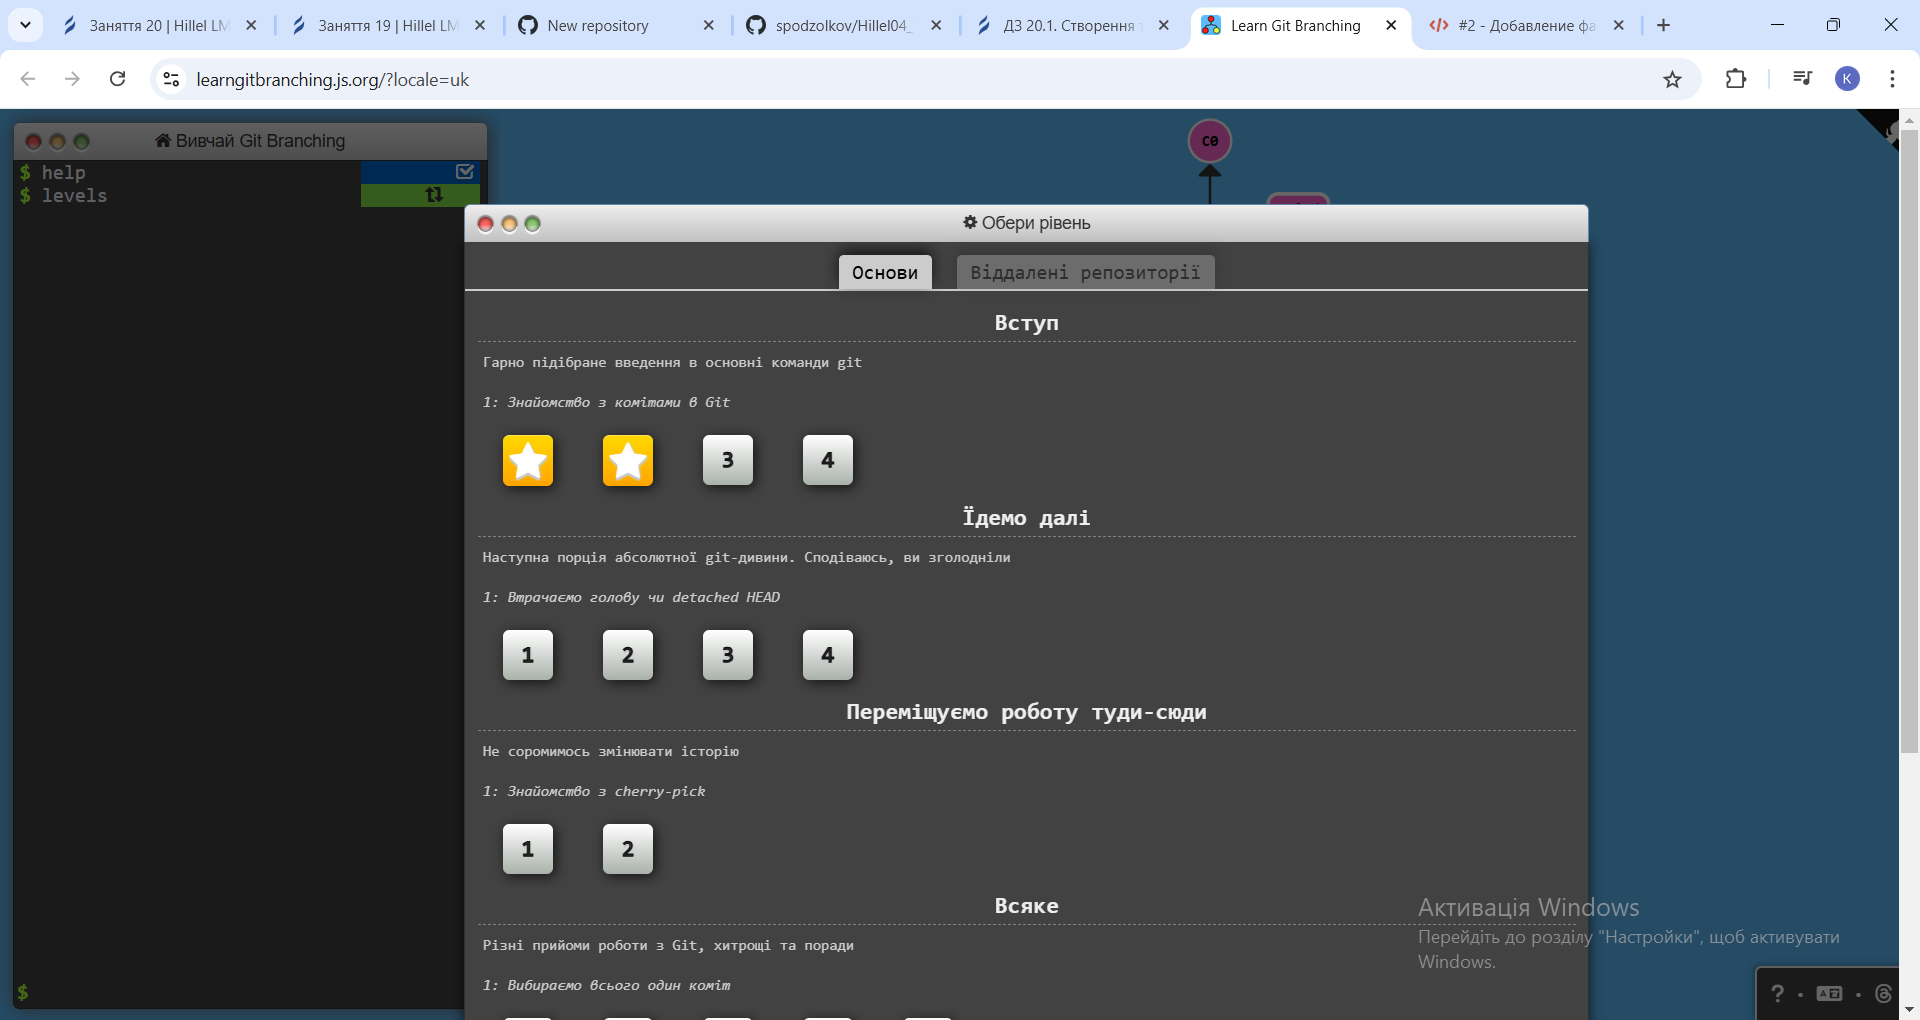 Заняття 20 | Hillel LM
Заняття 19 | Hillel LM
New repository
spodzolkov/Hillel04_
ДЗ 20.1. Створення
Learn Git Branching
#2 - Добавление фа
learngitbranching.js.org/?locale=uk
K
Вивчай Git Branching
$ help
$ levels
C0
Обери рівень
Основи
Віддалені репозиторії
Вступ
Гарно підібране введення в основні команди git
1: Знайомство з комітами в Git
3
4
Їдемо далі
Наступна порція абсолютної git-дивини. Сподіваюсь, ви зголодніли
1: Втрачаємо голову чи detached HEAD
1
2
3
4
Переміщуємо роботу туди-сюди
Не соромимось змінювати історію
1: Знайомство з cherry-pick
1
2
Всяке
Різні прийоми роботи з Git, хитрощі та поради
1: Вибираємо всього один коміт
Активація Windows
Перейдіть до розділу "Настройки", щоб активувати
Windows.
$
?